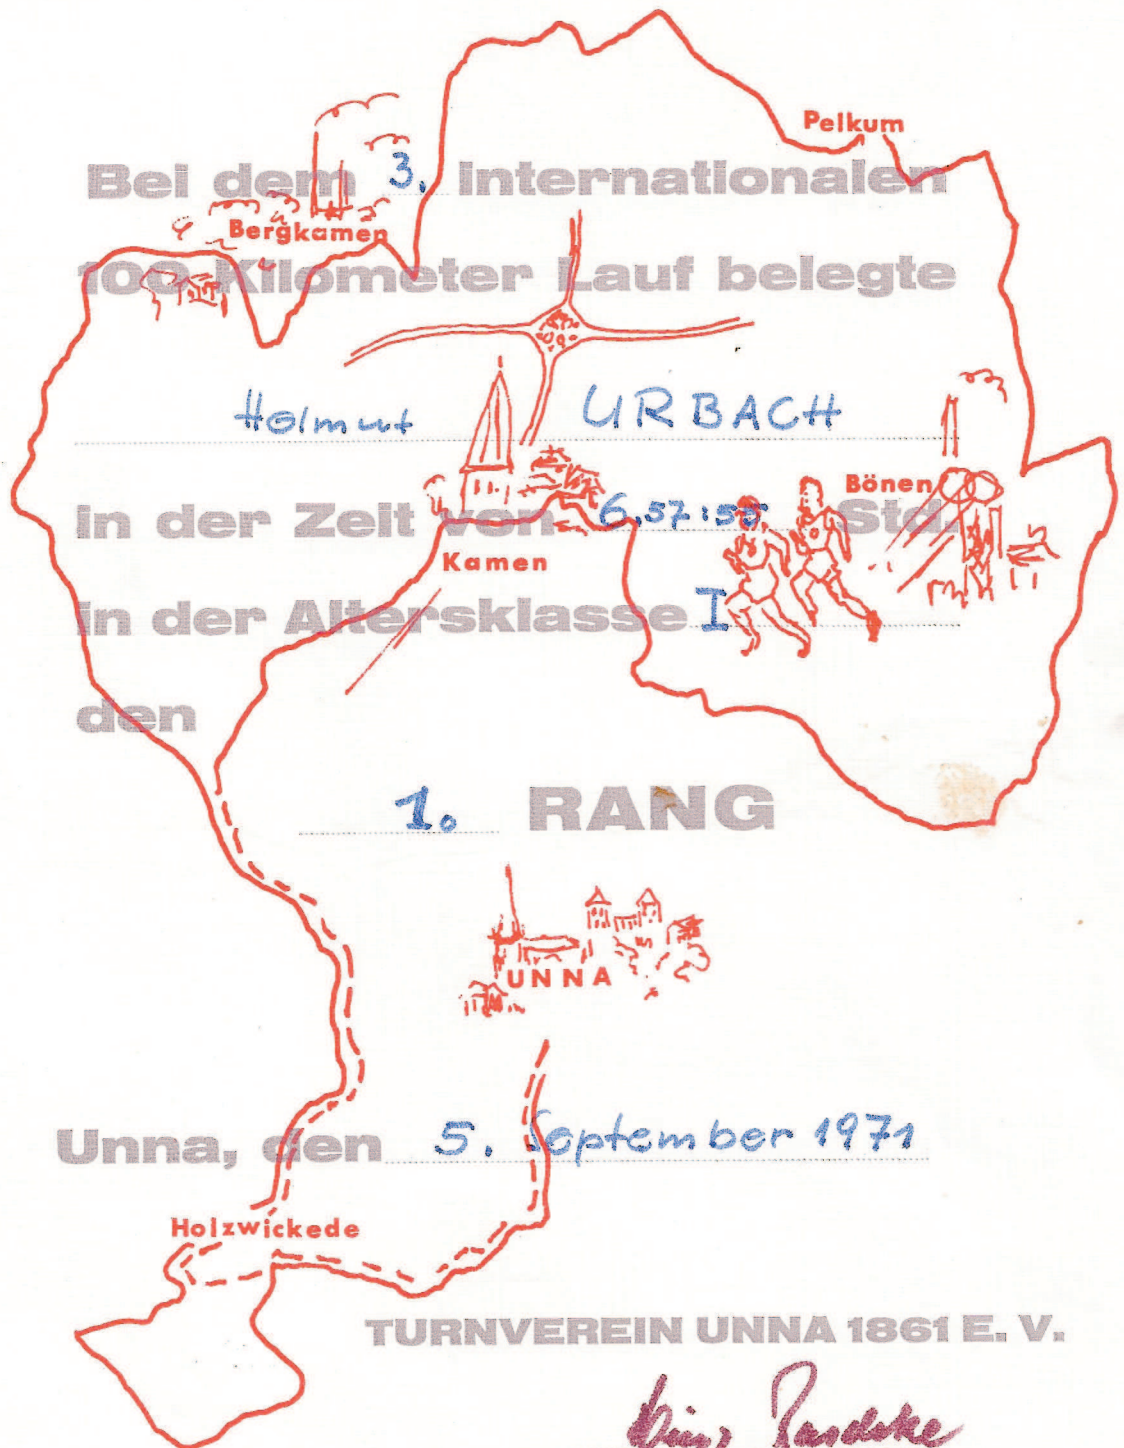 Pelkum
Bei dem 3. Internationalen
Bergkamen
100 Kilometer Lauf belegte
Helmut URBACH
Bönen
in der Zeit von 6.57:55 Std.
Kamen
in der Altersklasse I
den
1. RANG
UNNA
Unna, den 5. September 1971
Holzwickede
TURNVEREIN UNNA 1861 E. V.